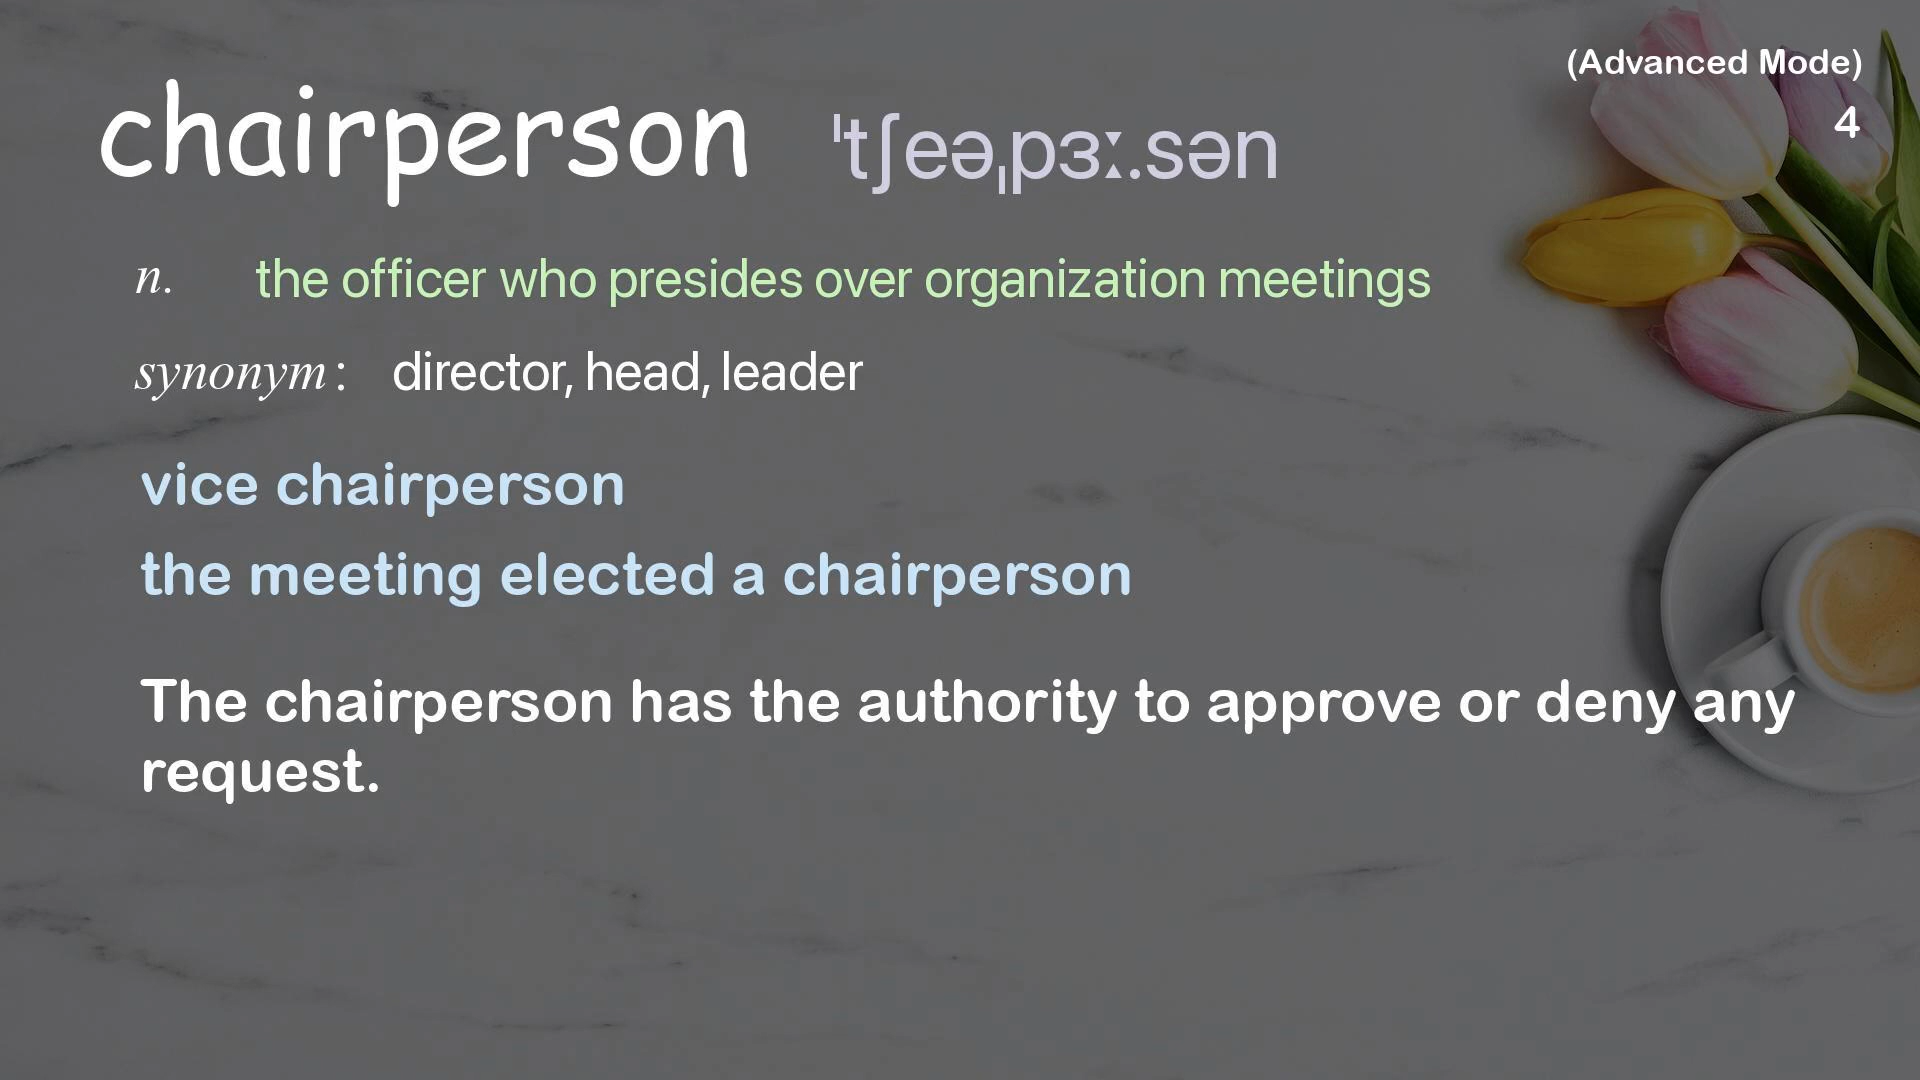 (Advanced Mode)
4
chairperson ˈtʃeəˌpɜː.sən
n. the officer who presides over organization meetings
synonym : director, head, leader
vice chairperson
the meeting elected a chairperson
The chairperson has the authority to approve or deny any
request.